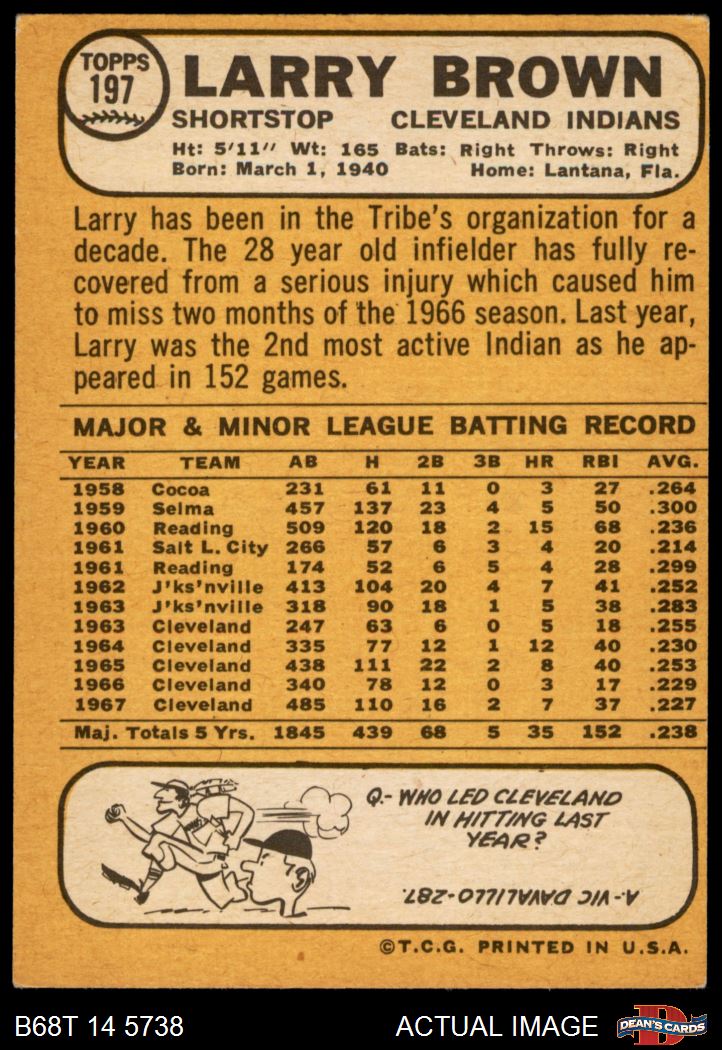 TOPPS
197
LARRY BROWN
SHORTSTOP CLEVELAND INDIANS
Ht: 5'11" Wt: 165 Bats: Right Throws: Right
Born: March 1, 1940 Home: Lantana, Fla.
Larry has been in the Tribe's organization for a
decade. The 28 year old infielder has fully re-
covered from a serious injury which caused him
to miss two months of the 1966 season. Last year,
Larry was the 2nd most active Indian as he ap-
peared in 152 games.
MAJOR & MINOR LEAGUE BATTING RECORD
YEAR TEAM AB H 2B 3B HR RBI AVG.
1958 Cocoa 231 61 11 0 3 27 .264
1959 Selma 457 137 23 4 5 50 .300
1960 Reading 509 120 18 2 15 68 .236
1961 Salt L. City 266 57 6 3 4 20 .214
1961 Reading 174 52 6 5 4 28 .299
1962 J'ks'nville 413 104 20 4 7 41 .252
1963 J'ks'nville 318 90 18 1 5 38 .283
1963 Cleveland 247 63 6 0 5 18 .255
1964 Cleveland 335 77 12 1 12 40 .230
1965 Cleveland 438 111 22 2 8 40 .253
1966 Cleveland 340 78 12 0 3 17 .229
1967 Cleveland 485 110 16 2 7 37 .227
Maj. Totals 5 Yrs. 1845 439 68 5 35 152 .238
Q.- WHO LED CLEVELAND
IN HITTING LAST
YEAR?
A. VIC DAVALILLO-287.
©T.C.G. PRINTED IN U.S.A.
B68T 14 5738 ACTUAL IMAGE
D
DEAN'S CARDS